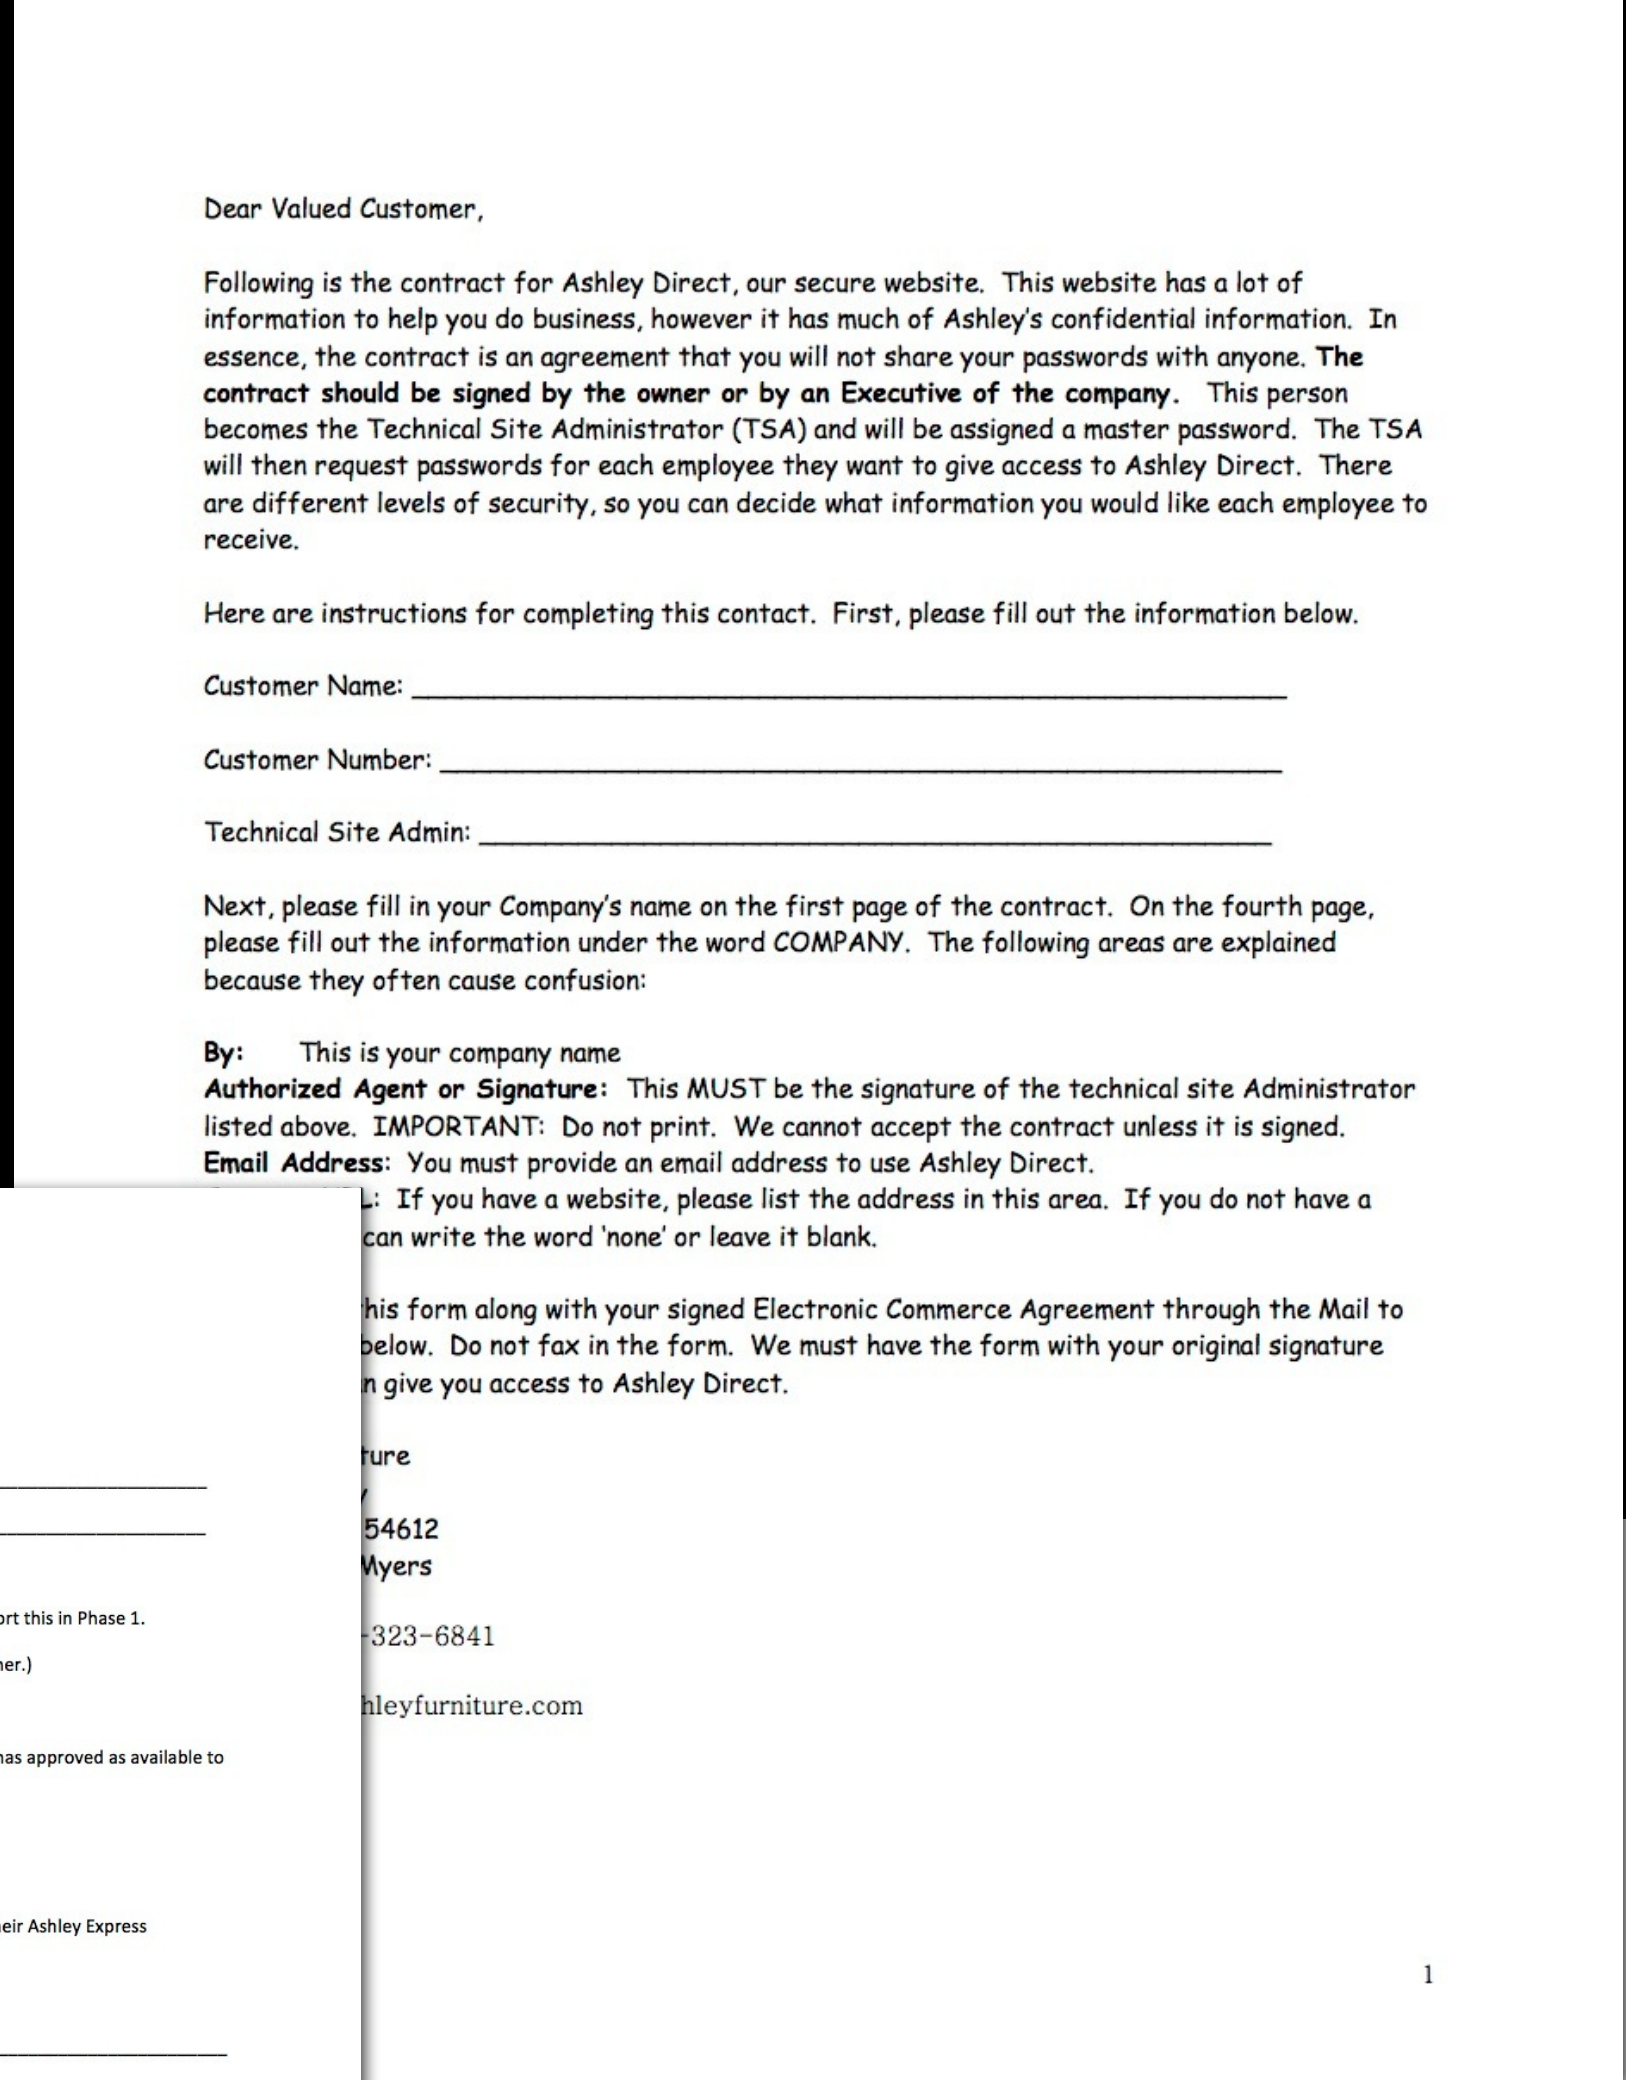 Dear Valued Customer,
Following is the contract for Ashley Direct, our secure website. This website has a lot of
information to help you do business, however it has much of Ashley's confidential information. In
essence, the contract is an agreement that you will not share your passwords with anyone. The
contract should be signed by the owner or by an Executive of the company. This person
becomes the Technical Site Administrator (TSA) and will be assigned a master password. The TSA
will then request passwords for each employee they want to give access to Ashley Direct. There
are different levels of security, so you can decide what information you would like each employee to
receive.
Here are instructions for completing this contact. First, please fill out the information below.
Customer Name:
Customer Number:
Technical Site Admin:
Next, please fill in your Company's name on the first page of the contract. On the fourth page,
please fill out the information under the word COMPANY. The following areas are explained
because they often cause confusion:
By: This is your company name
Authorized Agent or Signature: This MUST be the signature of the technical site Administrator
listed above. IMPORTANT: Do not print. We cannot accept the contract unless it is signed.
Email Address: You must provide an email address to use Ashley Direct.
If you have a website, please list the address in this area. If you do not have a
can write the word 'none' or leave it blank.
form along with your signed Electronic Commerce Agreement through the Mail to
below. Do not fax in the form. We must have the form with your original signature
give you access to Ashley Direct.
54612
Myers
-323-6841
hleyfurniture.com
this in Phase 1.
er.)
approved as available to
Ashley Express
1